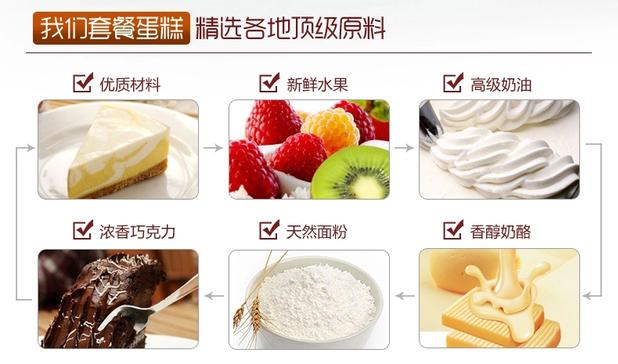 我们套餐蛋糕 精选各地顶级原料
优质材料
新鲜水果
高级奶油
浓香巧克力
天然面粉
香醇奶酪